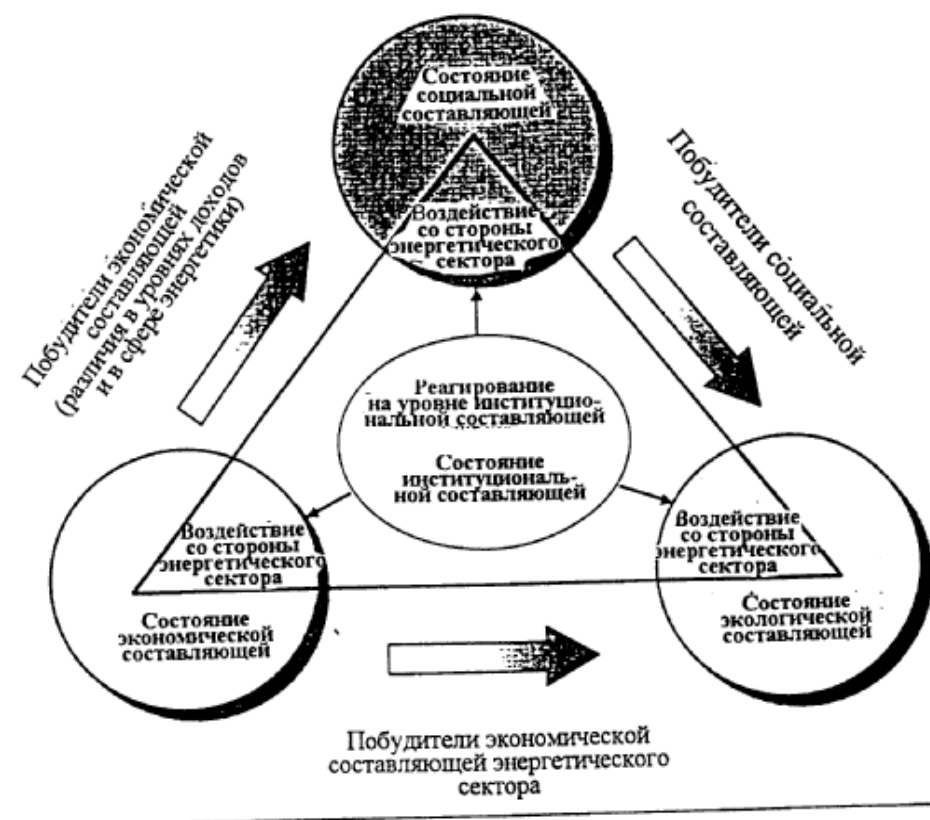 Состояние
социальной
составляющей
Воздействие
со стороны
энергетического
сектора
Побудители экономической
составляющей
(различия в уровнях доходов
и в сфере энергетики)
Побудители социальной
составляющей
Реагирование
на уровне институцио-
нальной составляющей
Состояние
институциональ-
ной составляющей
Воздействие
со стороны
энергетического
сектора
Состояние
экономической
составляющей
Воздействие
со стороны
энергетического
сектора
Состояние
экологической
составляющей
Побудители экономической
составляющей энергетического
сектора